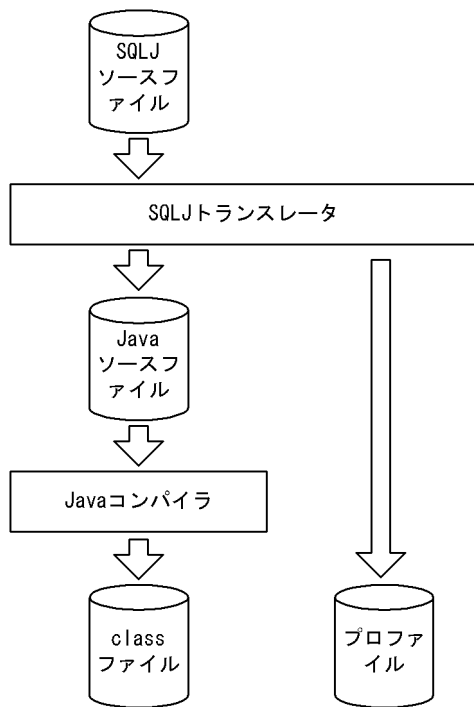 SQLJ
ソースフ
ァイル
SQLJトランスレータ
Java
ソースフ
ァイル
Javaコンパイラ
class
ファイル
プロファ
イル